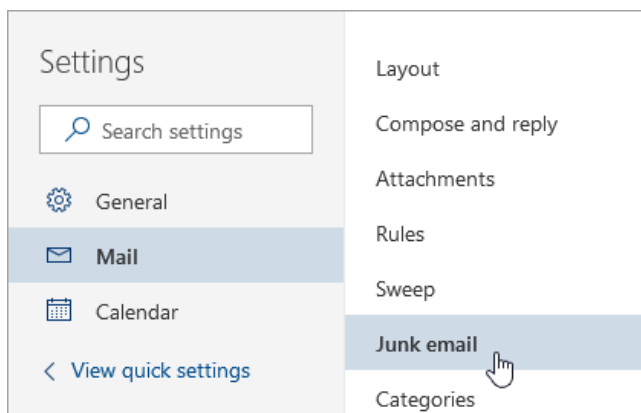 Settings
Search settings
General
Mail
Calendar
View quick settings
Layout
Compose and reply
Attachments
Rules
Sweep
Junk email
Categories